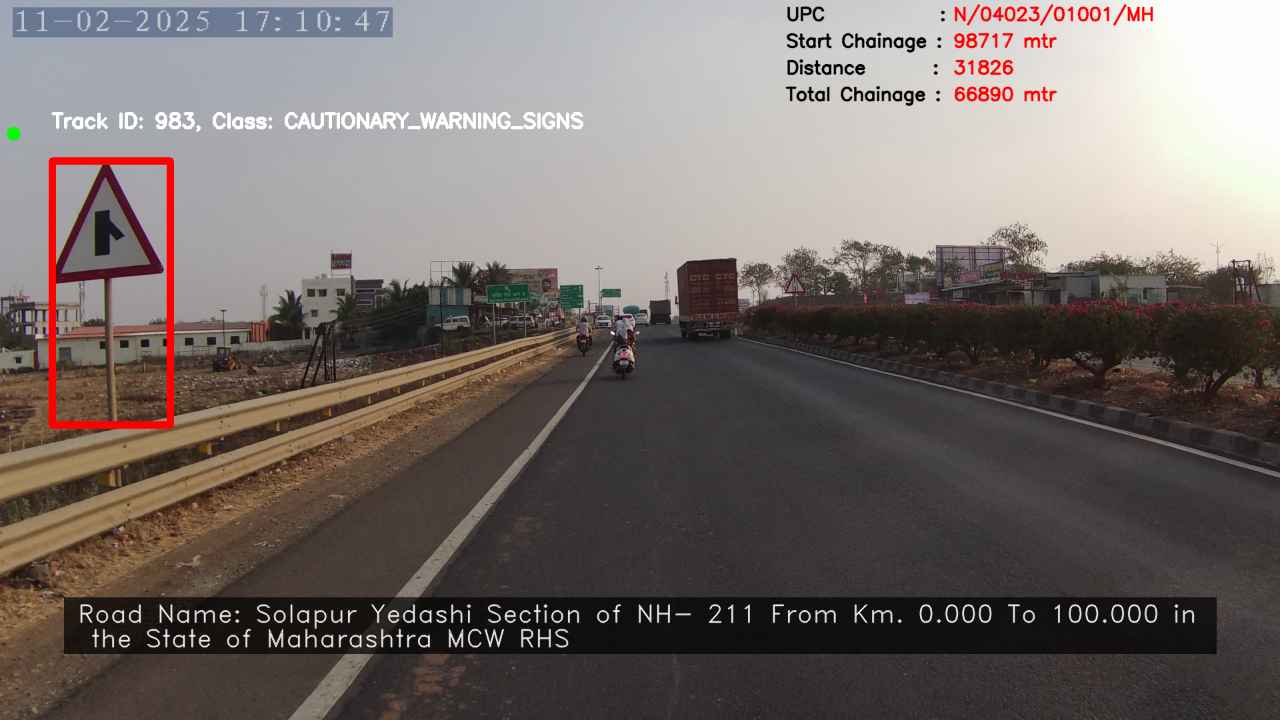 11-02-2025 17:10:47
UPC : N/04023/01001/MH
Start Chainage : 98717 mtr
Distance : 31826
Total Chainage : 66890 mtr
Track ID: 983, Class: CAUTIONARY_WARNING_SIGNS
Road Name: Solapur Yedashi Section of NH- 211 From Km. 0.000 To 100.000 in
the State of Maharashtra MCW RHS